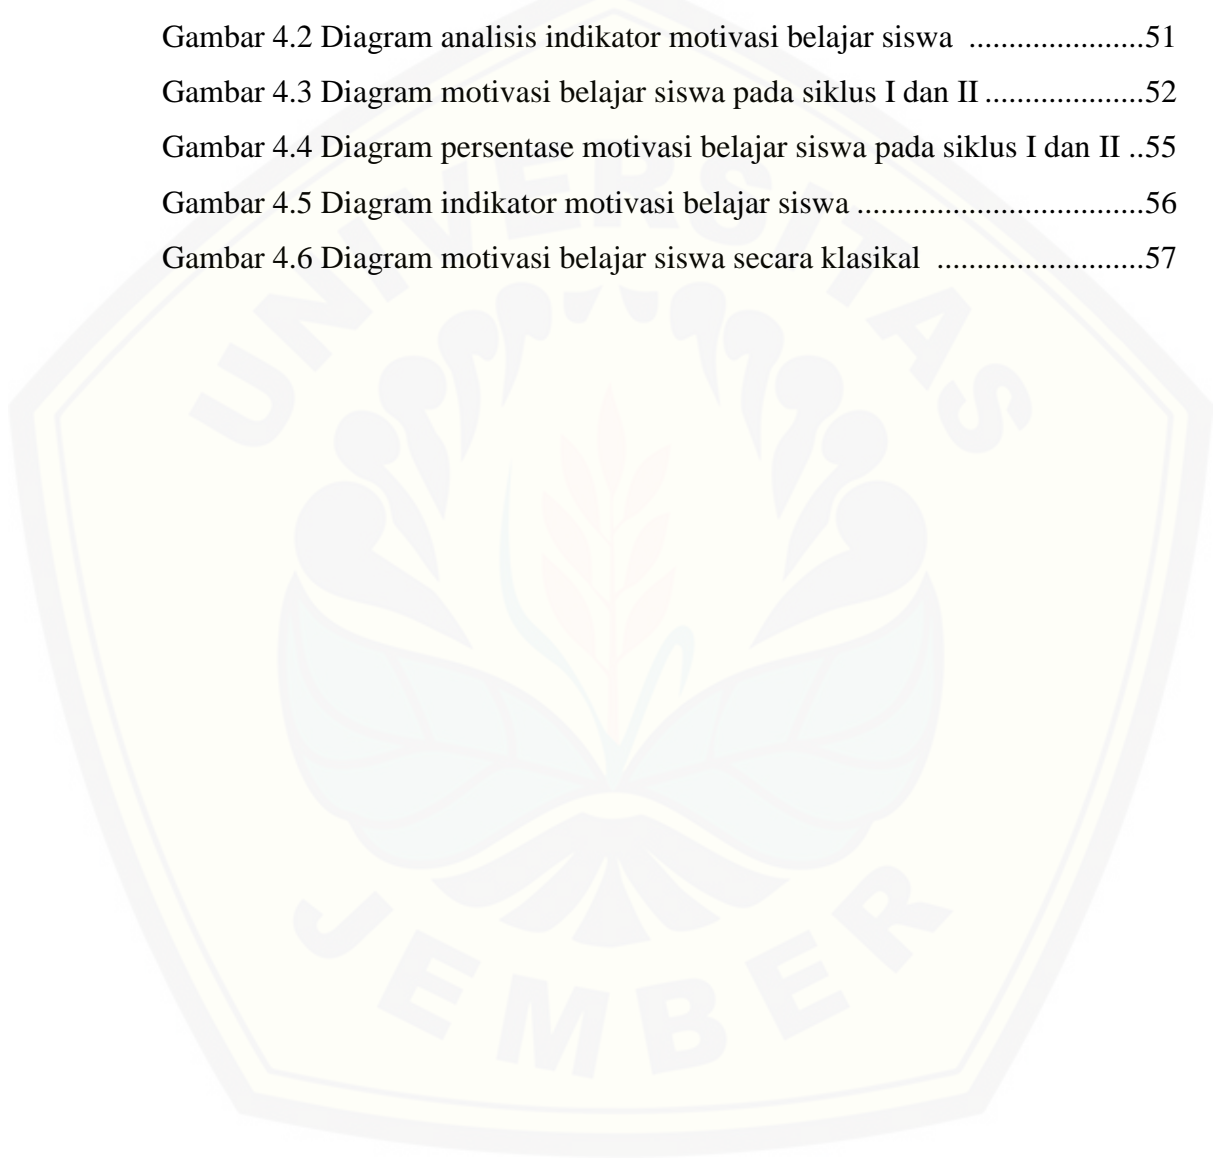 Gambar 4.2 Diagram analisis indikator motivasi belajar siswa ......................51
Gambar 4.3 Diagram motivasi belajar siswa pada siklus I dan II ....................52
Gambar 4.4 Diagram persentase motivasi belajar siswa pada siklus I dan II ..55
Gambar 4.5 Diagram indikator motivasi belajar siswa ...................................56
Gambar 4.6 Diagram motivasi belajar siswa secara klasikal ..........................57
UNIVERSITAS
JEMBER